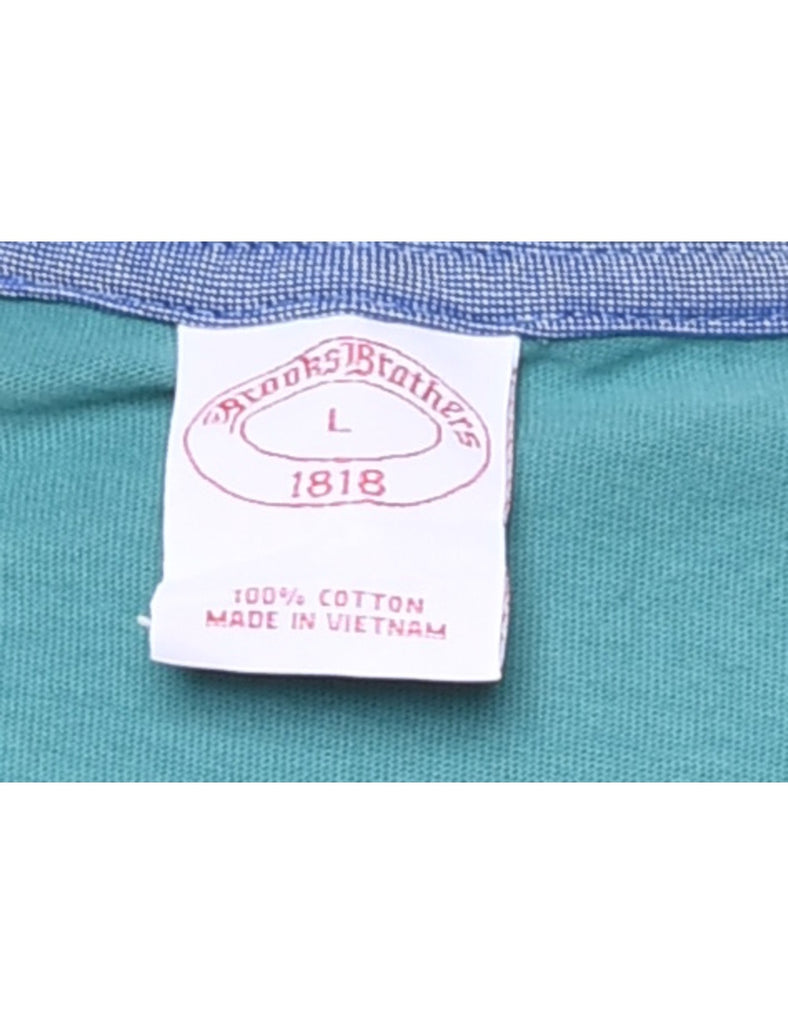 Brooks Brothers
L
1818
100% COTTON
MADE IN VIETNAM